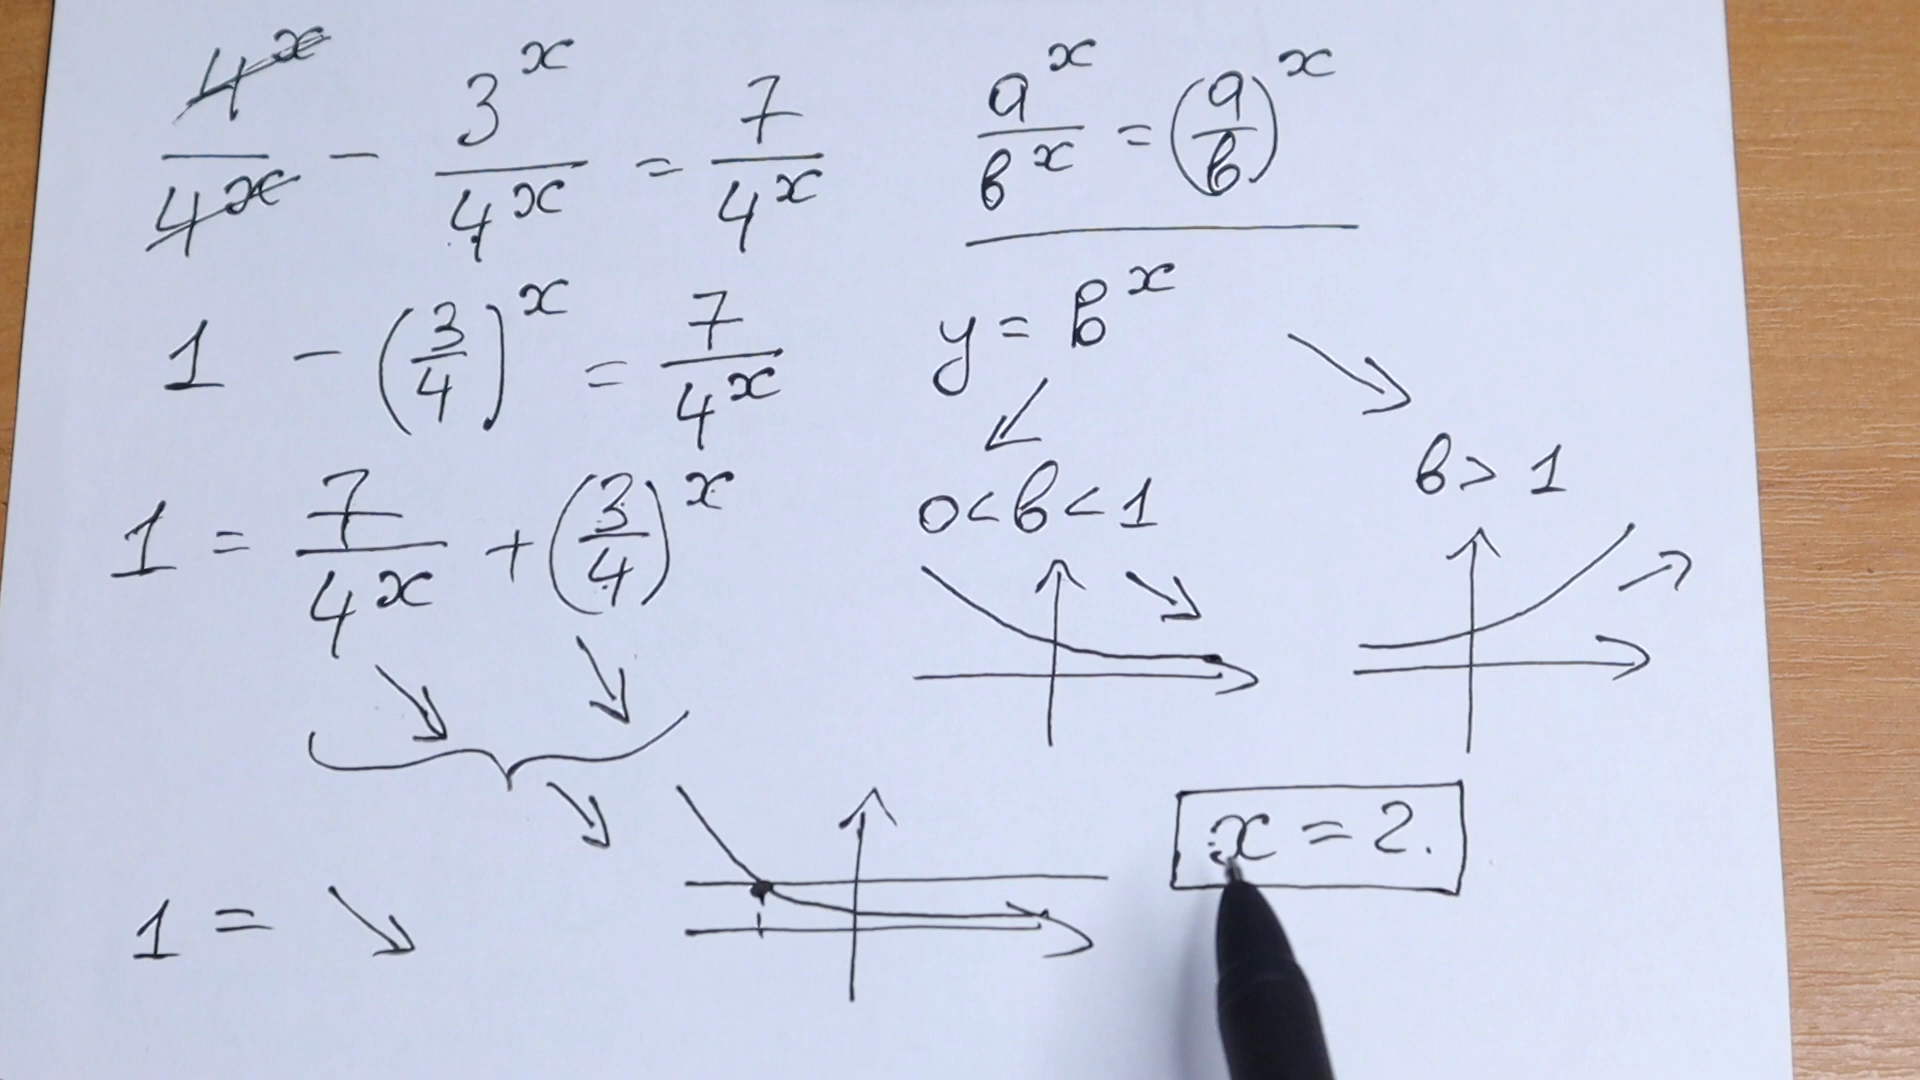 4^x/4^x − 3^x/4^x = 7/4^x
1 − (3/4)^x = 7/4^x
1 = 7/4^x + (3/4)^x
1 =
a^x/b^x = (a/b)^x
y = b^x
0 < b < 1
b > 1
x = 2.